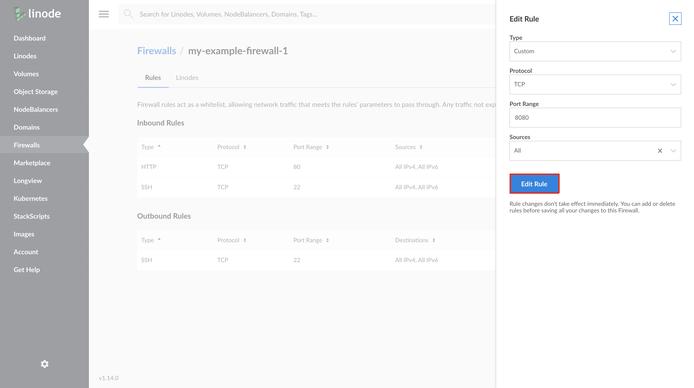 linode
Search for Linodes, Volumes, NodeBalancers, Domains, Tags...
Dashboard
Linodes
Volumes
Object Storage
NodeBalancers
Domains
Firewalls
Marketplace
Longview
Kubernetes
StackScripts
Images
Account
Get Help
Firewalls / my-example-firewall-1
Rules Linodes
Firewall rules act as a whitelist, allowing network traffic that meets the rules' parameters to pass through. Any traffic not exp
Inbound Rules
Type Protocol Port Range Sources
HTTP TCP 80 All IPv4, All IPv6
SSH TCP 22 All IPv4, All IPv6
Outbound Rules
Type Protocol Port Range Destinations
SSH TCP 22 All IPv4, All IPv6
v1.14.0
Edit Rule
Type
Custom
Protocol
TCP
Port Range
8080
Sources
All
Edit Rule
Rule changes don't take effect immediately. You can add or delete
rules before saving all your changes to this Firewall.